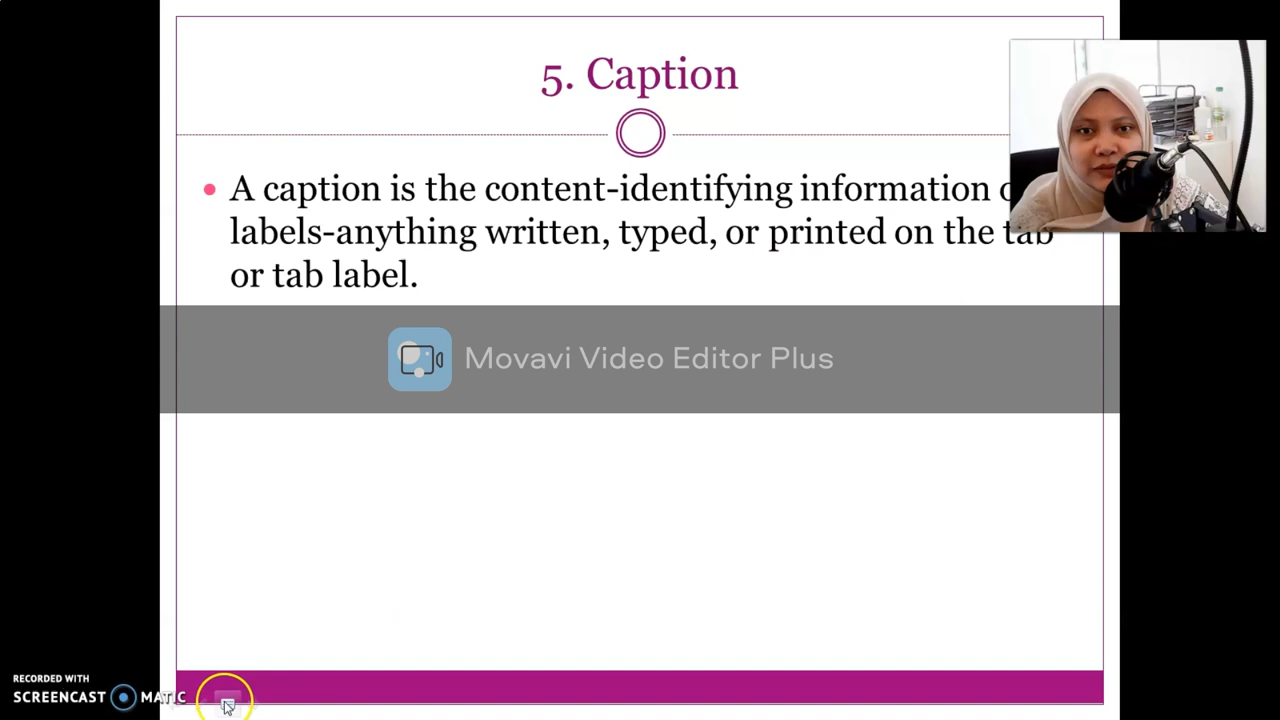 5. Caption
A caption is the content-identifying information
labels-anything written, typed, or printed on the tab
or tab label.
Movavi Video Editor Plus
RECORDED WITH
SCREENCAST MATIC